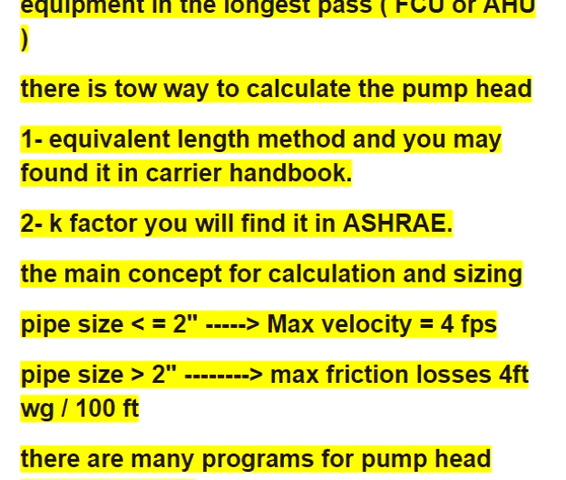 equipment in the longest pass ( FCU or AHU
)
there is tow way to calculate the pump head
1- equivalent length method and you may
found it in carrier handbook.
2- k factor you will find it in ASHRAE.
the main concept for calculation and sizing
pipe size < = 2" -----> Max velocity = 4 fps
pipe size > 2" --------> max friction losses 4ft
wg / 100 ft
there are many programs for pump head